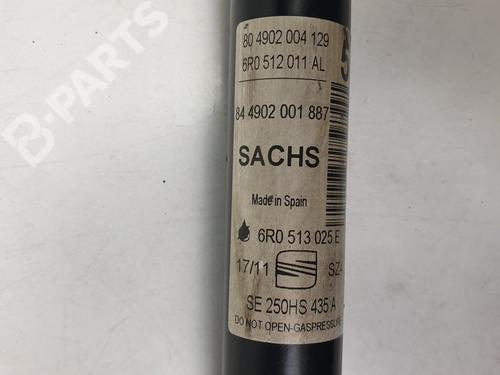 80 4902 004 129
6R0 512 011 AL
5
84 4902 001 887
SACHS
Made in Spain
6R0 513 025 E
17/11
SE 250HS 435 A
DO NOT OPEN-GASPRESSURE
B-PARTS